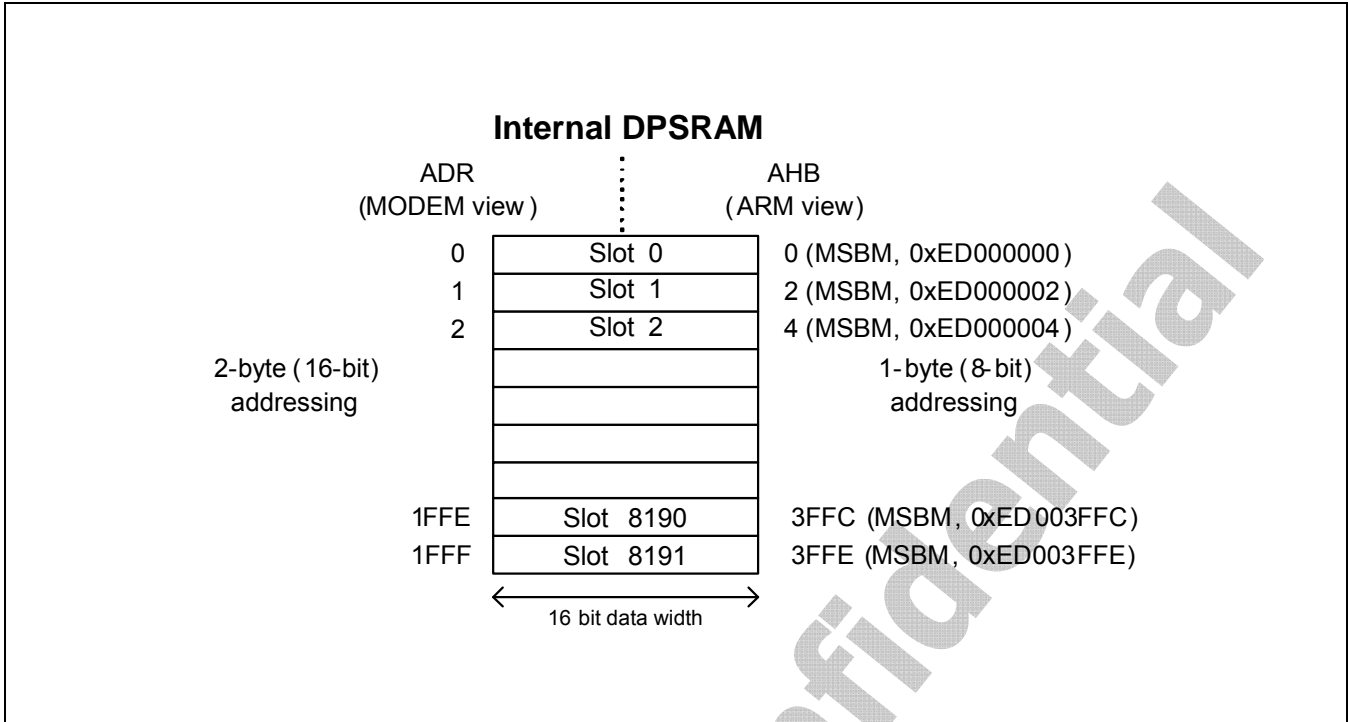 Internal DPSRAM
ADR
(MODEM view)
AHB
(ARM view)
0
Slot 0
0 (MSBM, 0xED000000)
1
Slot 1
2 (MSBM, 0xED000002)
2
Slot 2
4 (MSBM, 0xED000004)
2-byte (16-bit)
addressing
1-byte (8-bit)
addressing
1FFE
Slot 8190
3FFC (MSBM, 0xED003FFC)
1FFF
Slot 8191
3FFE (MSBM, 0xED003FFE)
16 bit data width